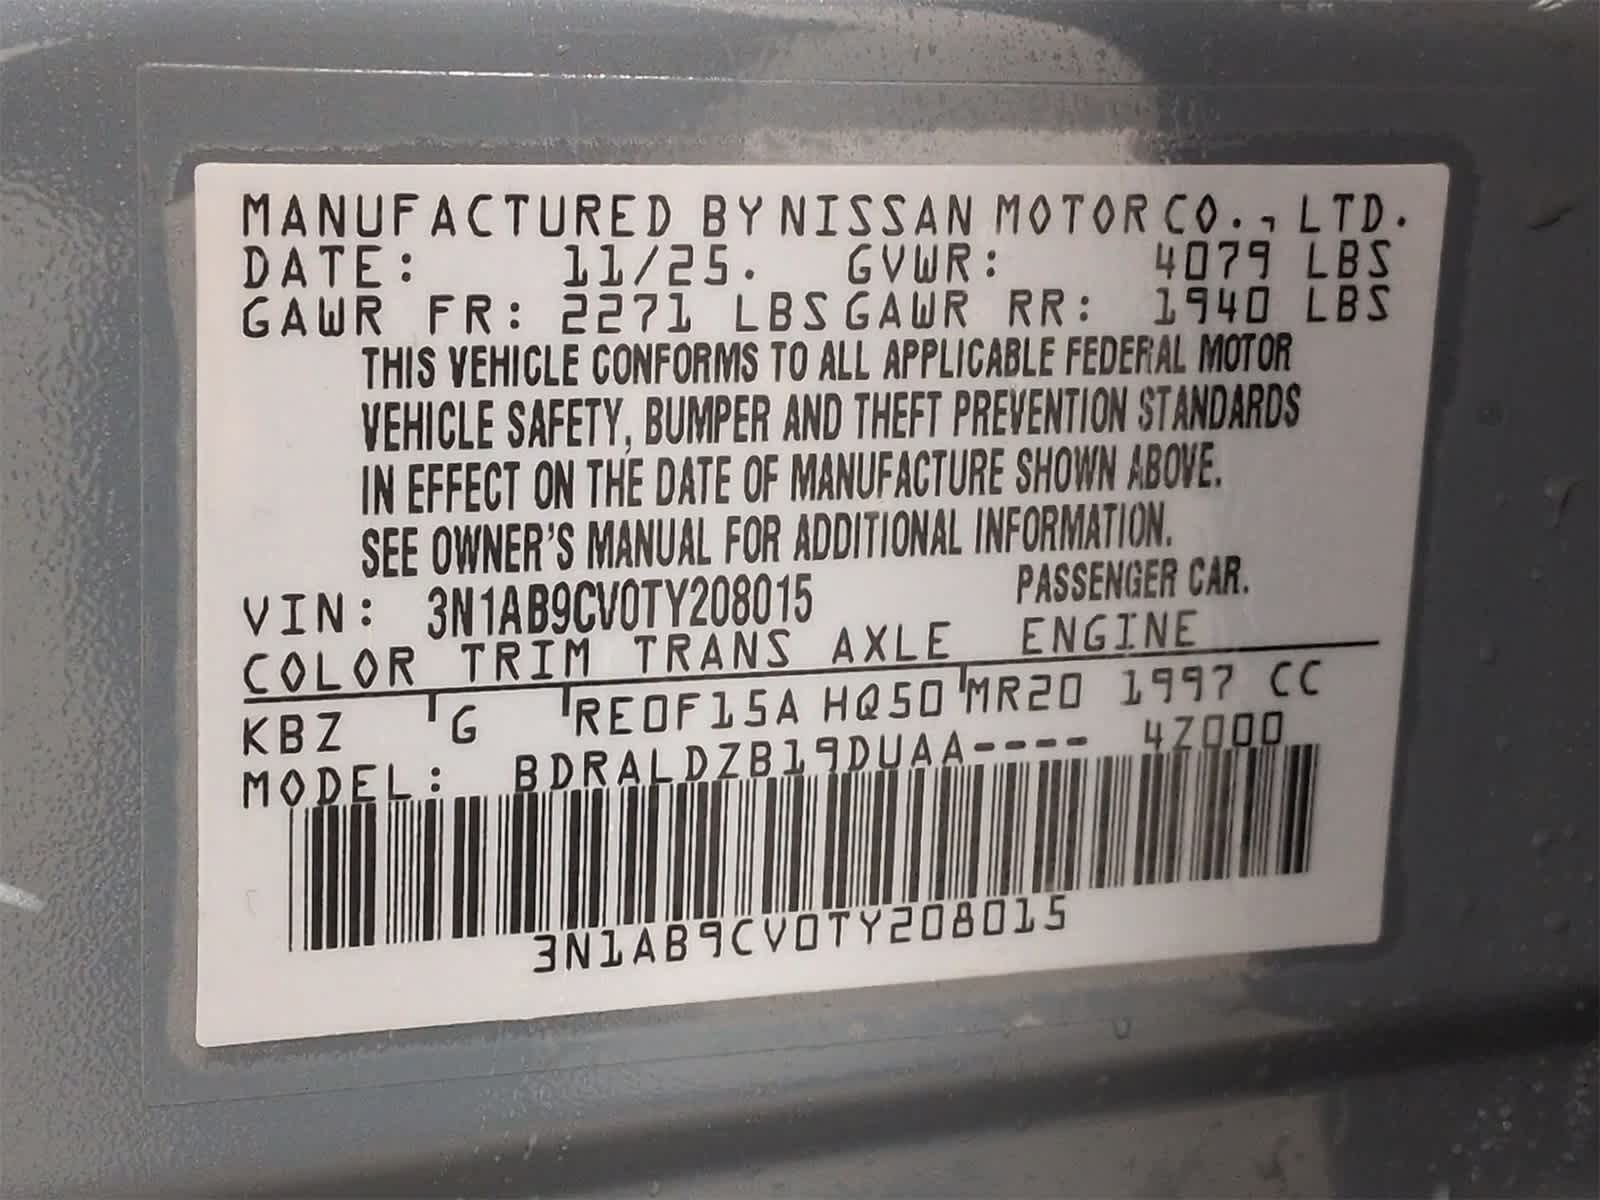 MANUFACTURED BY NISSAN MOTOR CO., LTD.
DATE: 11/25. GVWR: 4079 LBS
GAWR FR: 2271 LBS GAWR RR: 1940 LBS
THIS VEHICLE CONFORMS TO ALL APPLICABLE FEDERAL MOTOR
VEHICLE SAFETY, BUMPER AND THEFT PREVENTION STANDARDS
IN EFFECT ON THE DATE OF MANUFACTURE SHOWN ABOVE.
SEE OWNER'S MANUAL FOR ADDITIONAL INFORMATION.
VIN: 3N1AB9CV0TY208015 PASSENGER CAR.
COLOR TRIM TRANS AXLE ENGINE
KBZ G RE0F15A HQ50 MR20 1997 CC
MODEL: BDRALDZB19DUAA---- 4Z000
3N1AB9CV0TY208015